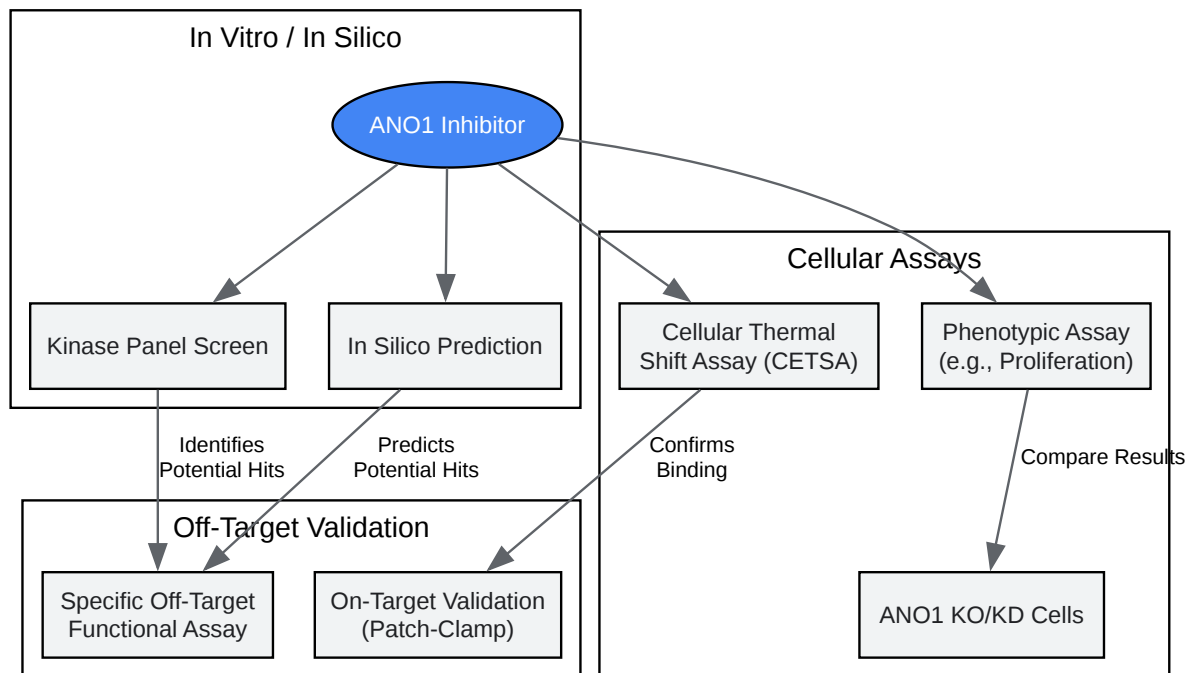 In Vitro / In Silico
ANO1 Inhibitor
Cellular Assays
Kinase Panel Screen
In Silico Prediction
Cellular Thermal
Shift Assay (CETSA)
Phenotypic Assay
(e.g., Proliferation)
Identifies
Potential Hits
Predicts
Potential Hits
Confirms
Binding
Compare Results
Off-Target Validation
Specific Off-Target
Functional Assay
On-Target Validation
(Patch-Clamp)
ANO1 KO/KD Cells